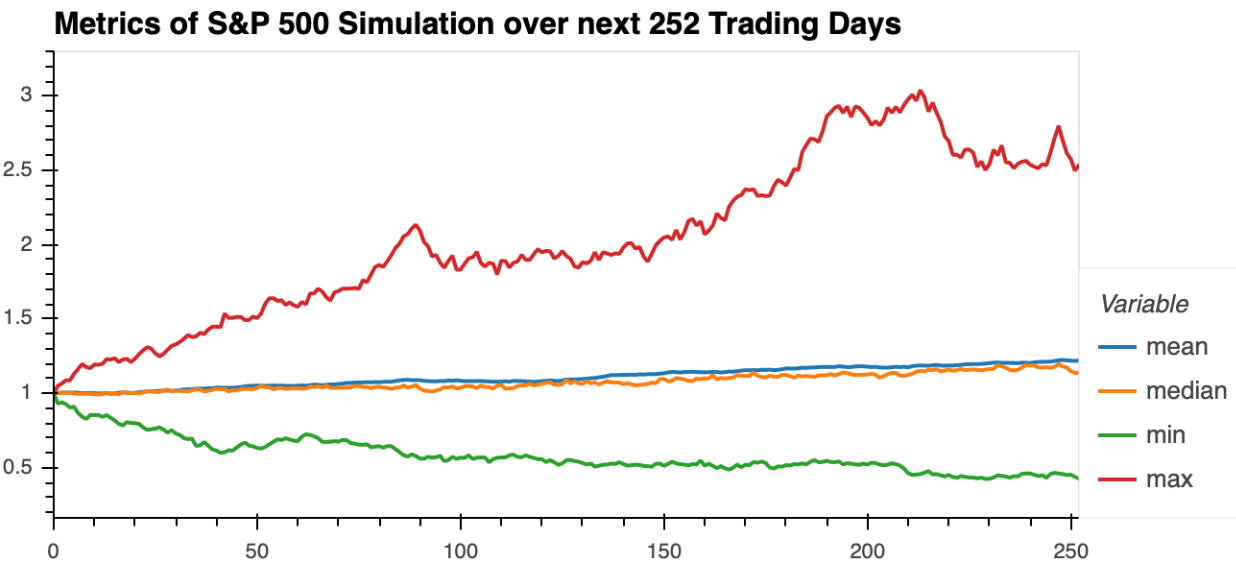 Metrics of S&P 500 Simulation over next 252 Trading Days
3
2.5
2
1.5
1
0.5
0 50 100 150 200 250
Variable
mean
median
min
max